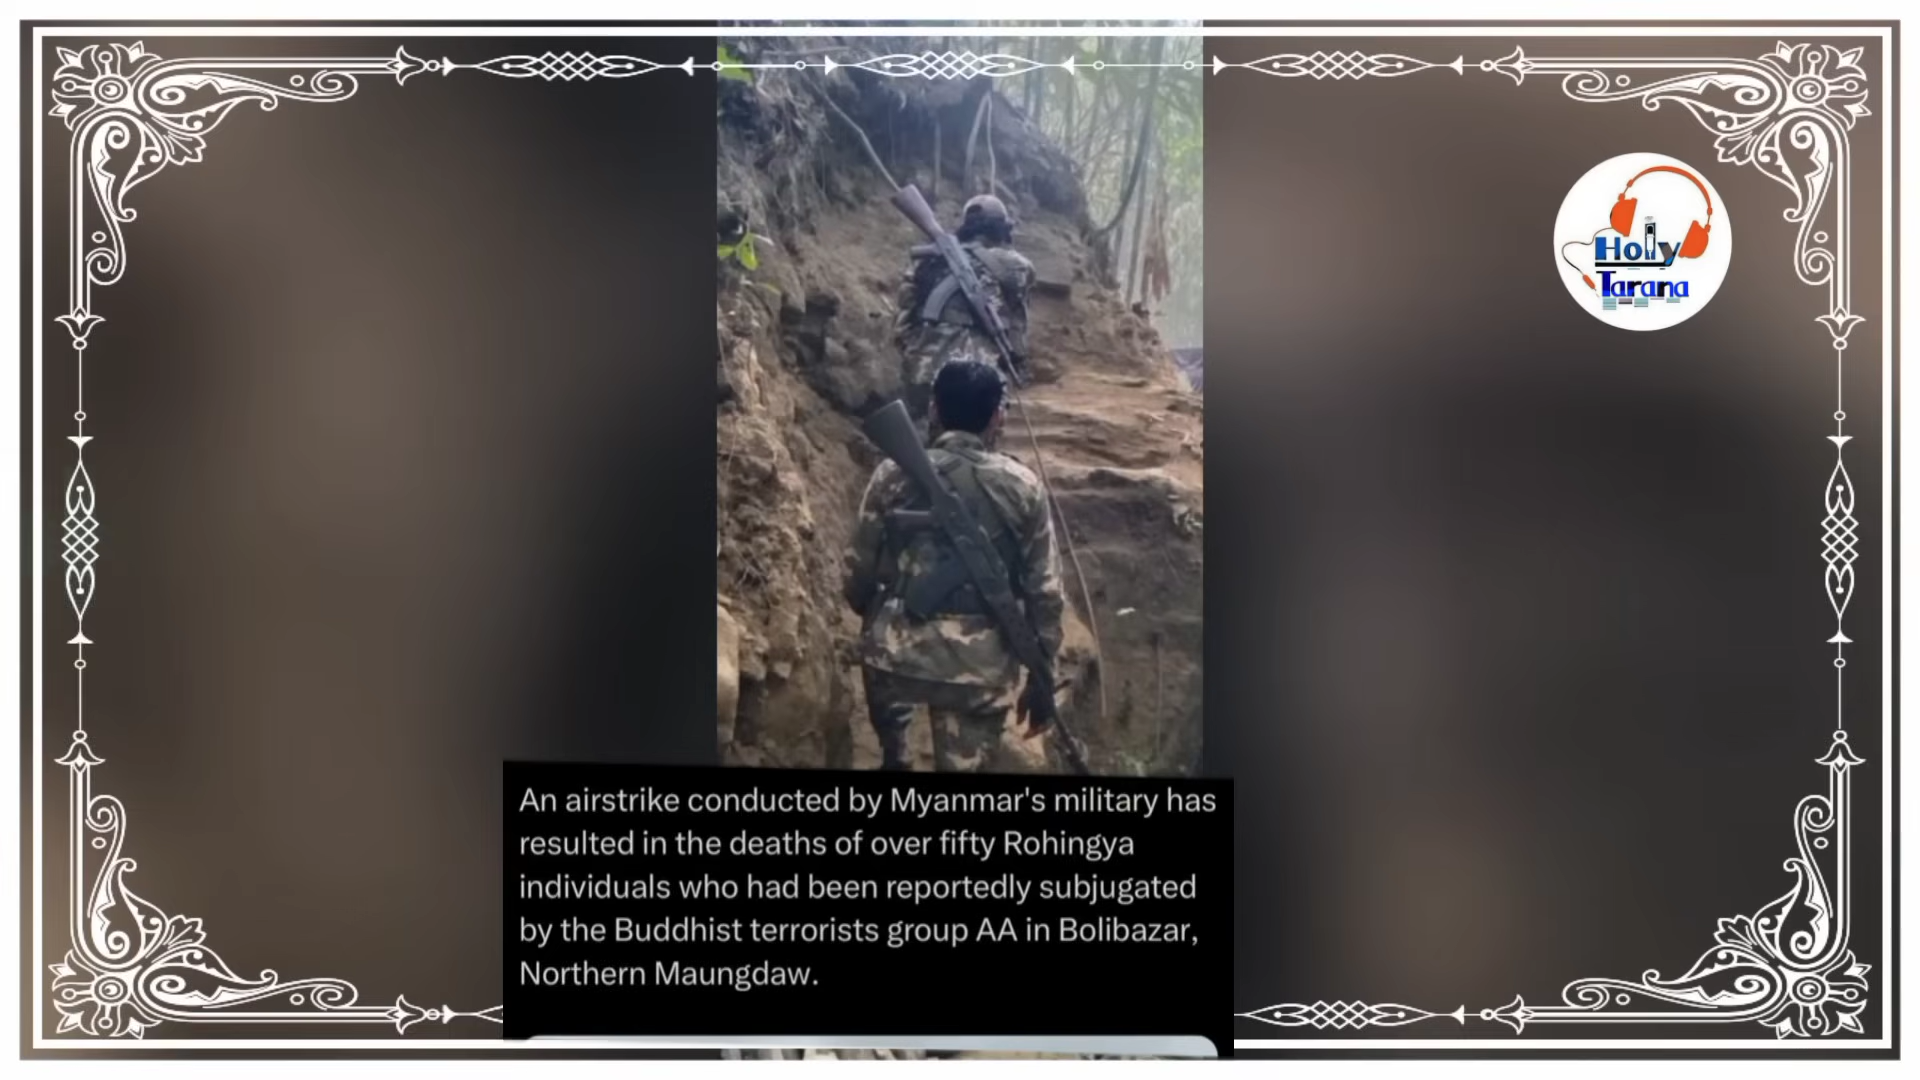 Holy
Tarana
An airstrike conducted by Myanmar's military has
resulted in the deaths of over fifty Rohingya
individuals who had been reportedly subjugated
by the Buddhist terrorists group AA in Bolibazar,
Northern Maungdaw.